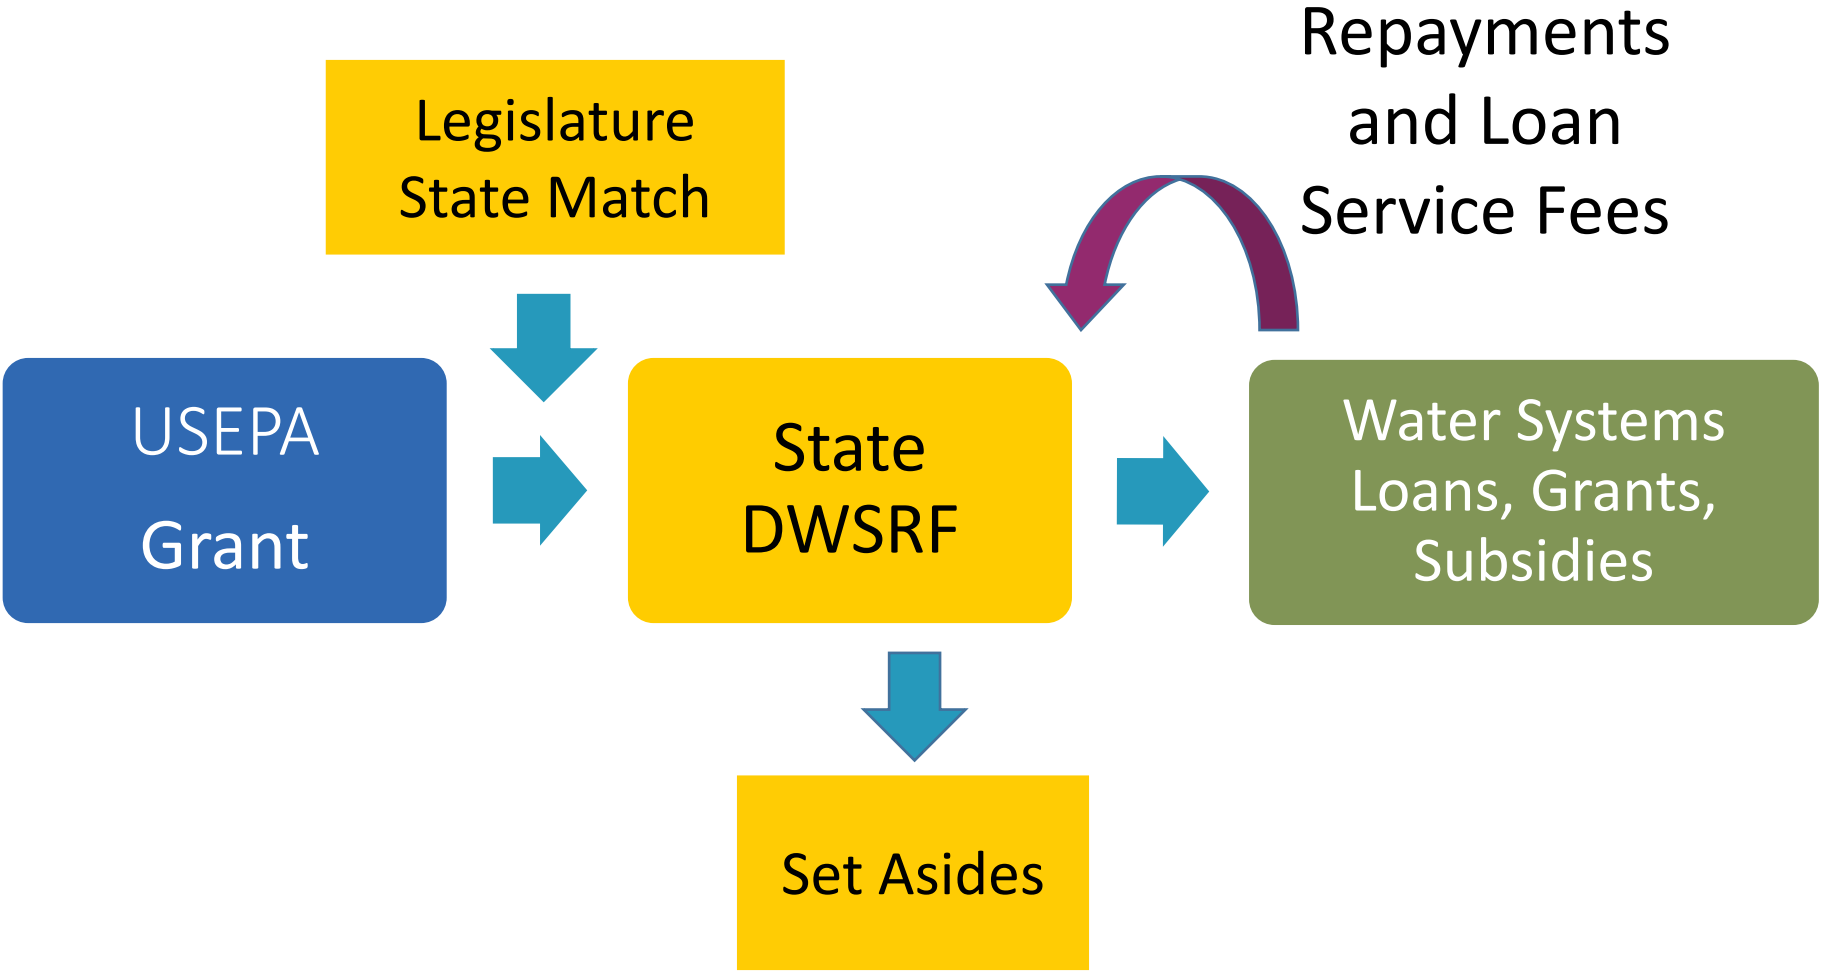 Repayments
and Loan
Service Fees
Legislature
State Match
USEPA
Grant
State
DWSRF
Water Systems
Loans, Grants,
Subsidies
Set Asides